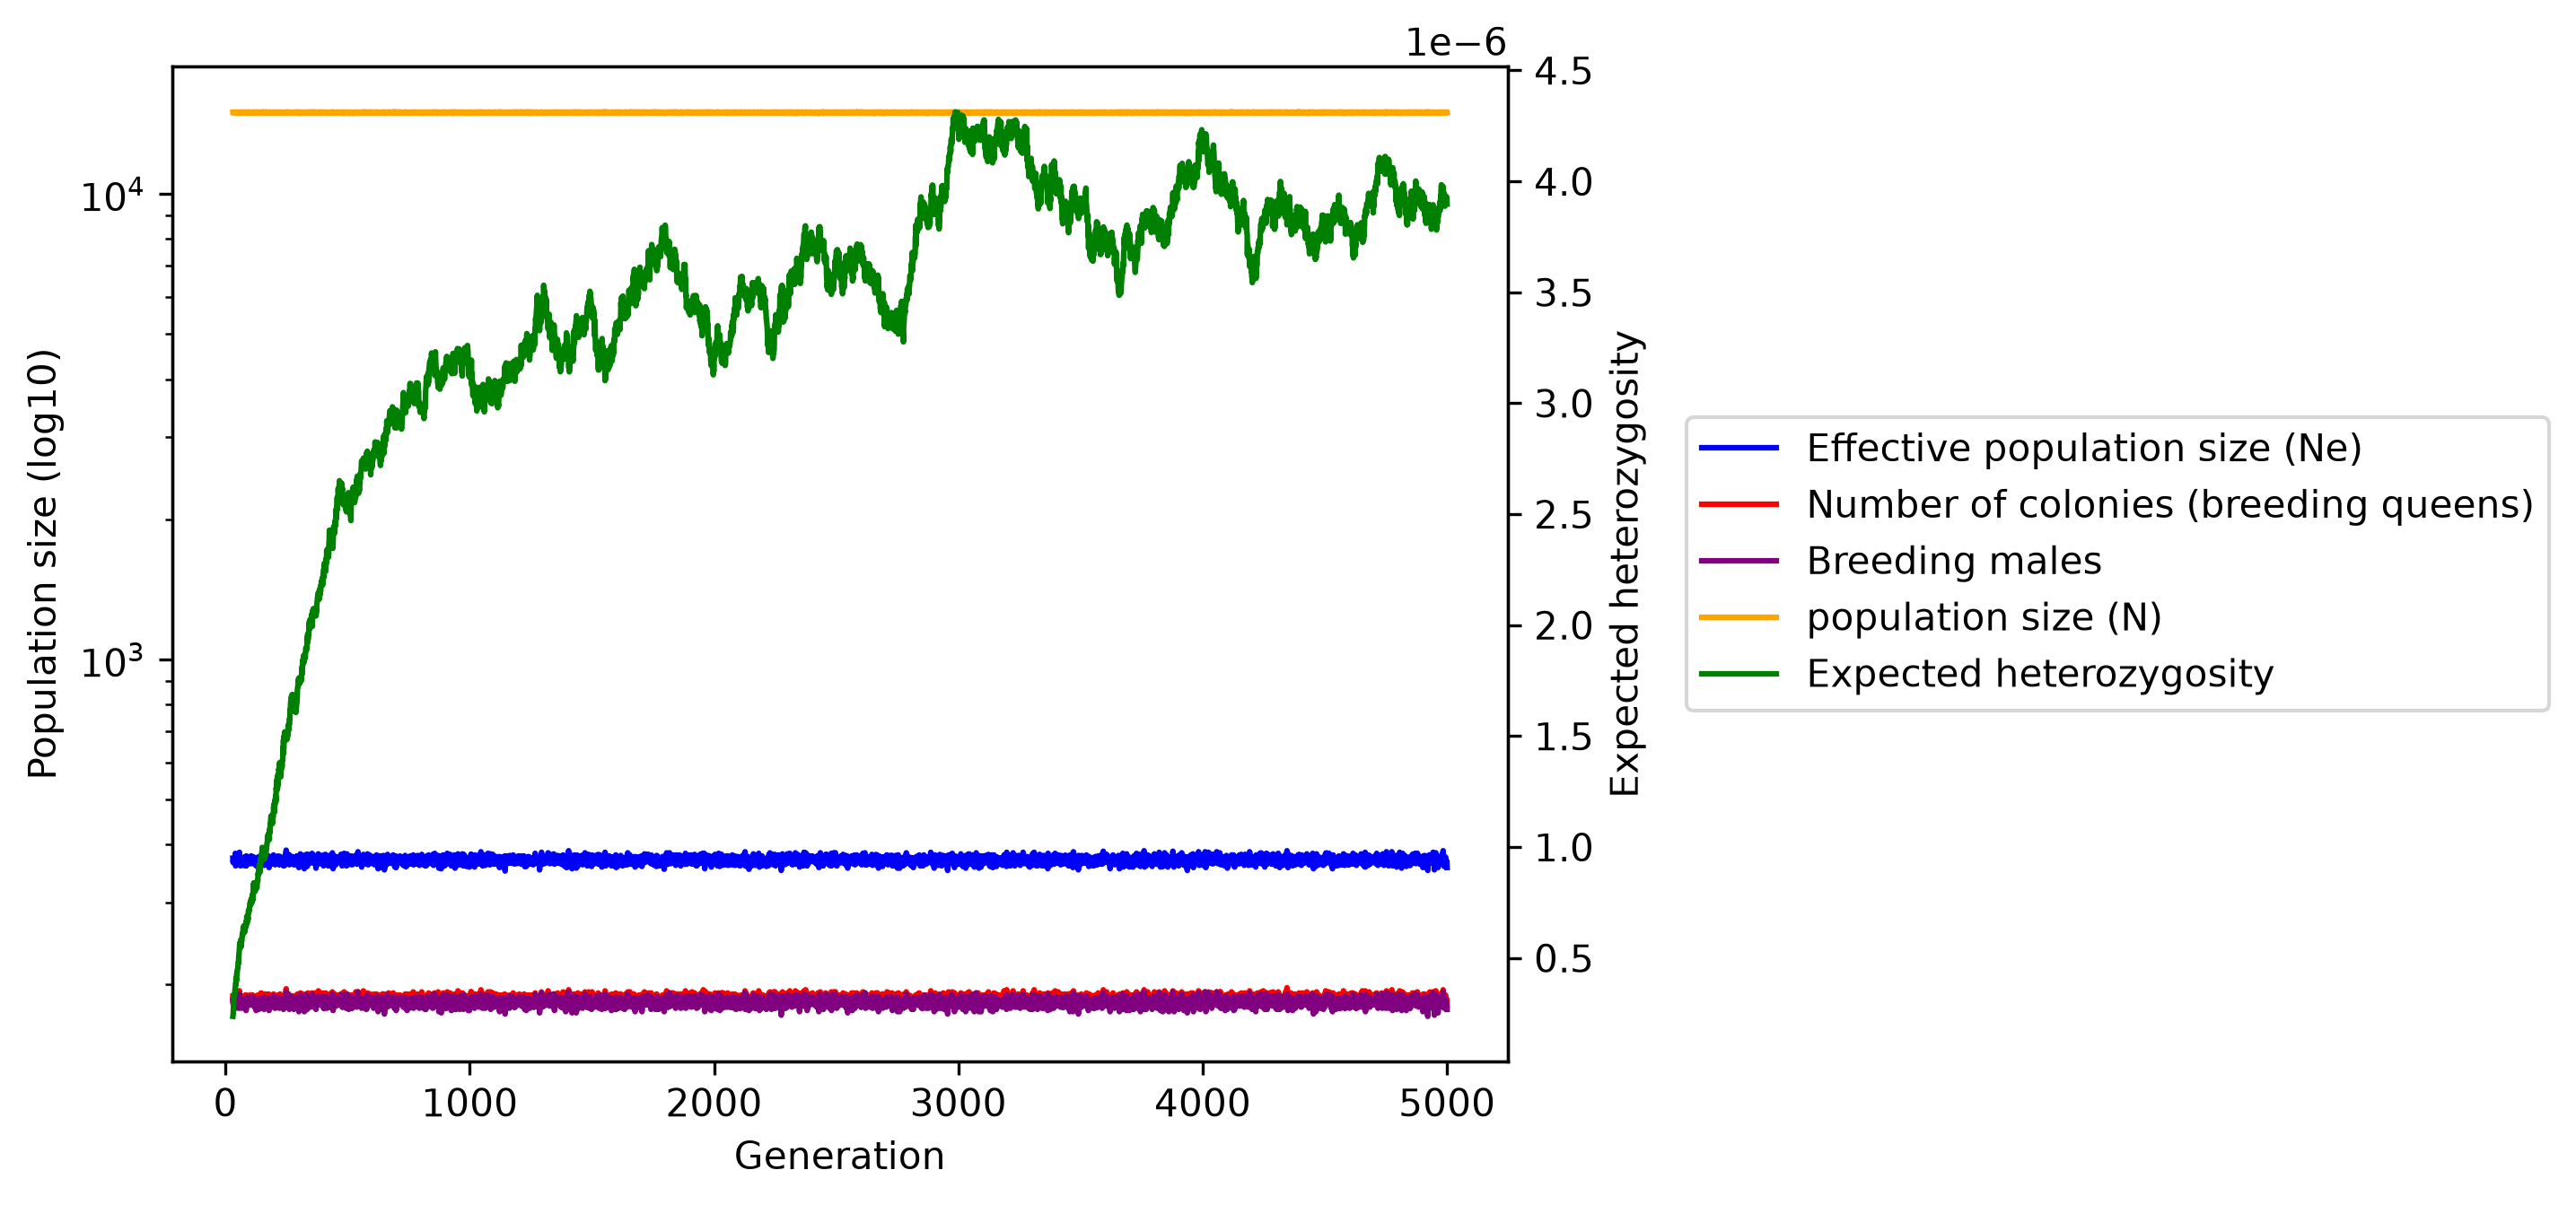 1e−6
Population size (log10)
10⁴
10³
4.5
4.0
3.5
3.0
2.5
2.0
1.5
1.0
0.5
Expected heterozygosity
0 1000 2000 3000 4000 5000
Generation
Effective population size (Ne)
Number of colonies (breeding queens)
Breeding males
population size (N)
Expected heterozygosity